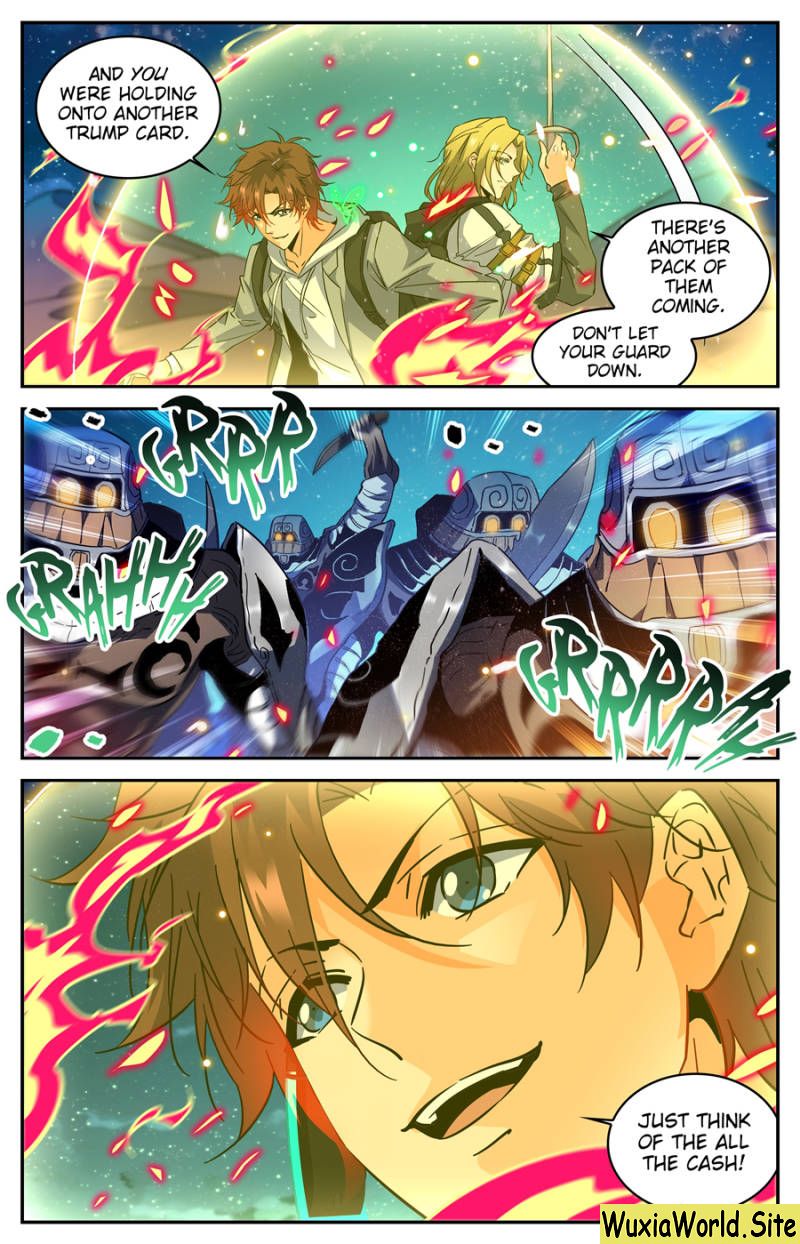 AND YOU
WERE HOLDING
ONTO ANOTHER
TRUMP CARD.
THERE'S
ANOTHER
PACK OF
THEM
COMING.
DON'T LET
YOUR GUARD
DOWN.
GRRR
GRAHHH
GRRRRAY
JUST THINK
OF THE ALL
THE CASH!
WuxiaWorld.Site